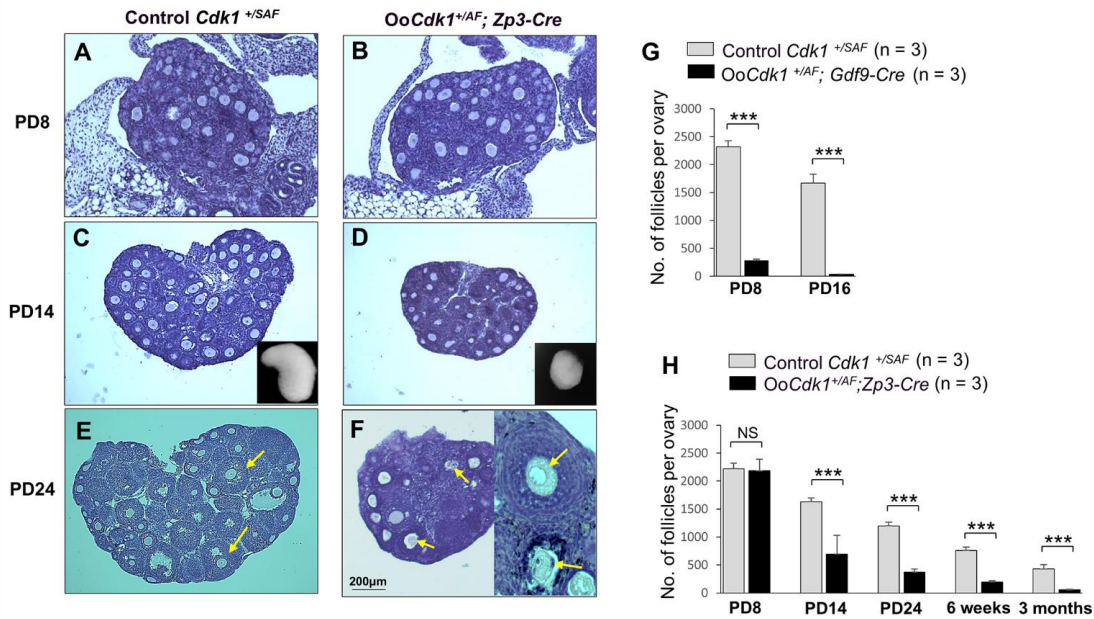 Control Cdk1 +/SAF
OoCdk1+/AF; Zp3-Cre
PD8
A
B
PD14
C
D
PD24
E
F
200µm
G
Control Cdk1 +/SAF (n = 3)
OoCdk1 +/AF; Gdf9-Cre (n = 3)
No. of follicles per ovary
3000
2500
2000
1500
1000
500
0
***
***
PD8
PD16
H
Control Cdk1 +/SAF (n = 3)
OoCdk1+/AF;Zp3-Cre (n = 3)
No. of follicles per ovary
3000
2500
2000
1500
1000
500
0
NS
***
***
***
***
PD8
PD14
PD24
6 weeks
3 months